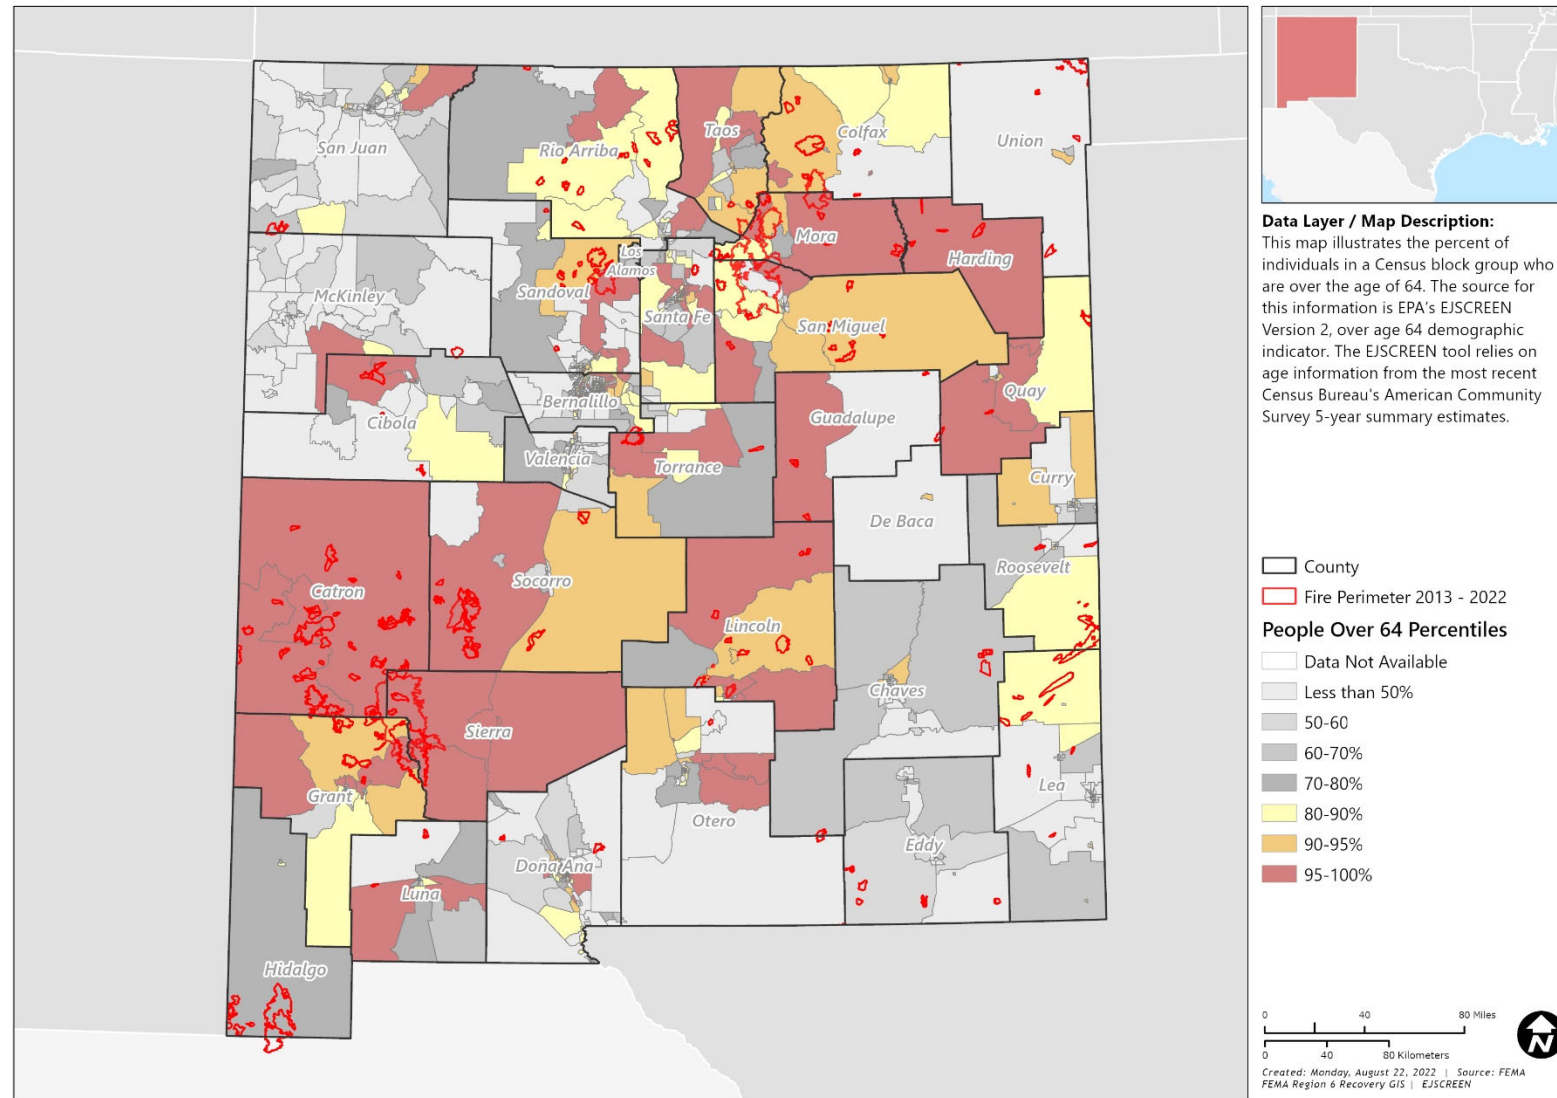 San Juan
Rio Arriba
Taos
Colfax
Union
Mora
Harding
Los
Alamos
Sandoval
McKinley
Santa Fe
San Miguel
Quay
Bernalillo
Guadalupe
Cibola
Valencia
Torrance
Curry
De Baca
Roosevelt
Catron
Socorro
Lincoln
Chaves
Sierra
Grant
Lea
Otero
Eddy
Doña Ana
Luna
Hidalgo
Data Layer / Map Description:
This map illustrates the percent of
individuals in a Census block group who
are over the age of 64. The source for
this information is EPA's EJSCREEN
Version 2, over age 64 demographic
indicator. The EJSCREEN tool relies on
age information from the most recent
Census Bureau's American Community
Survey 5-year summary estimates.
County
Fire Perimeter 2013 - 2022
People Over 64 Percentiles
Data Not Available
Less than 50%
50-60
60-70%
70-80%
80-90%
90-95%
95-100%
0 40 80 Miles
0 40 80 Kilometers
N
Created: Monday, August 22, 2022 | Source: FEMA
FEMA Region 6 Recovery GIS | EJSCREEN